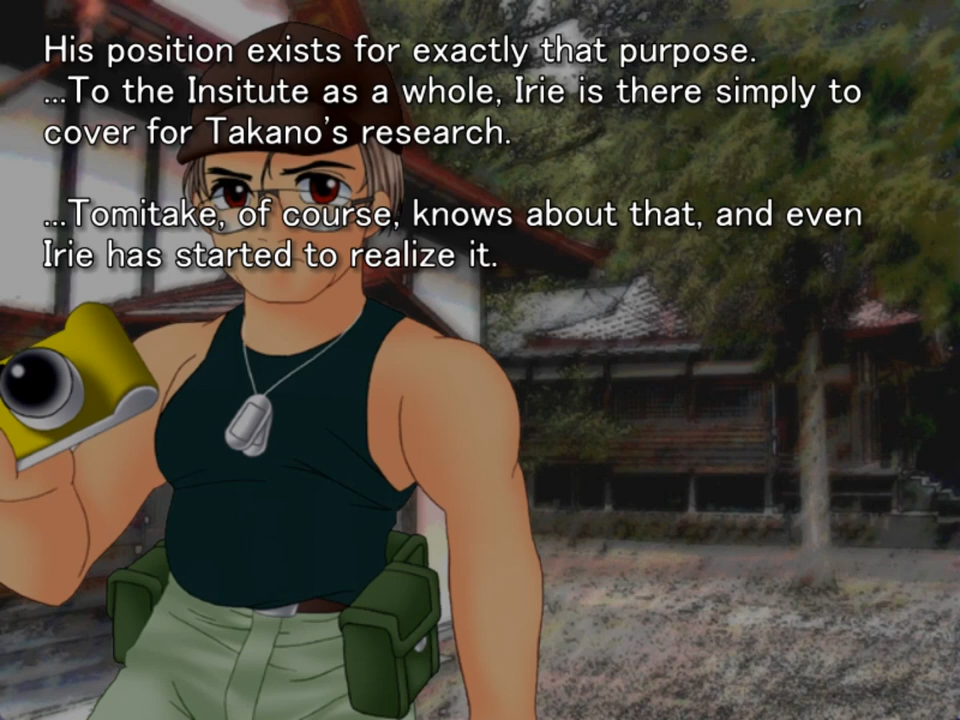 His position exists for exactly that purpose.
...To the Insitute as a whole, Irie is there simply to
cover for Takano's research.
...Tomitake, of course, knows about that, and even
Irie has started to realize it.